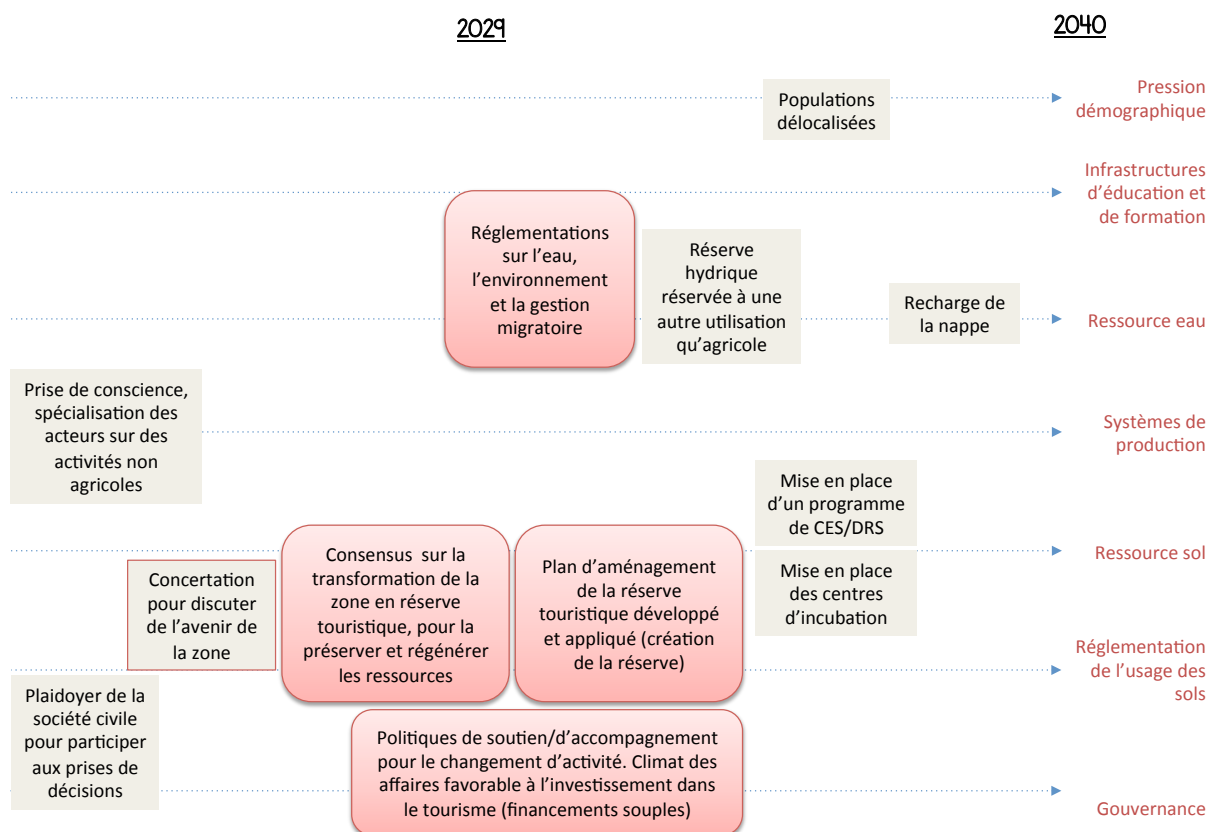 2029
2040
Populations
délocalisées
Pression
démographique
Infrastructures
d’éducation et
de formation
Réglementations
sur l’eau,
l’environnement
et la gestion
migratoire
Réserve
hydrique
réservée à une
autre utilisation
qu’agricole
Recharge de
la nappe
Ressource eau
Prise de conscience,
spécialisation des
acteurs sur des
activités non
agricoles
Systèmes de
production
Mise en place
d’un programme
de CES/DRS
Ressource sol
Mise en place
des centres
d’incubation
Concertation
pour discuter
de l’avenir de
la zone
Consensus sur la
transformation de la
zone en réserve
touristique, pour la
préserver et régénérer
les ressources
Plan d’aménagement
de la réserve
touristique développé
et appliqué (création
de la réserve)
Réglementation
de l’usage des
sols
Plaidoyer de la
société civile
pour participer
aux prises de
décisions
Politiques de soutien/d’accompagnement
pour le changement d’activité. Climat des
affaires favorable à l’investissement dans
le tourisme (financements souples)
Gouvernance